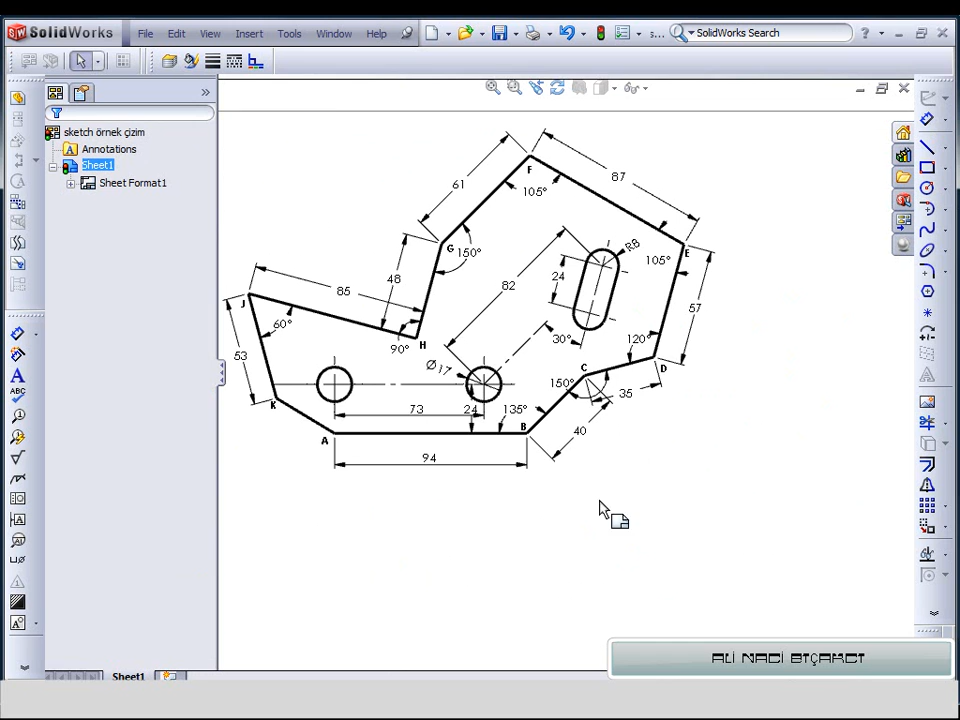 SolidWorks File Edit View Insert Tools Window Help s... SolidWorks Search
sketch örnek çizim
Annotations
Sheet1
Sheet Format1
F
87
61
105°
G
150°
R8
E
105°
48
24
82
85
57
J
60°
90°
H
30°
120°
53
Ø17
C
D
150°
35
K
73
24
135°
40
A
B
94
ALİ NACİ BIÇAKCI
Sheet1